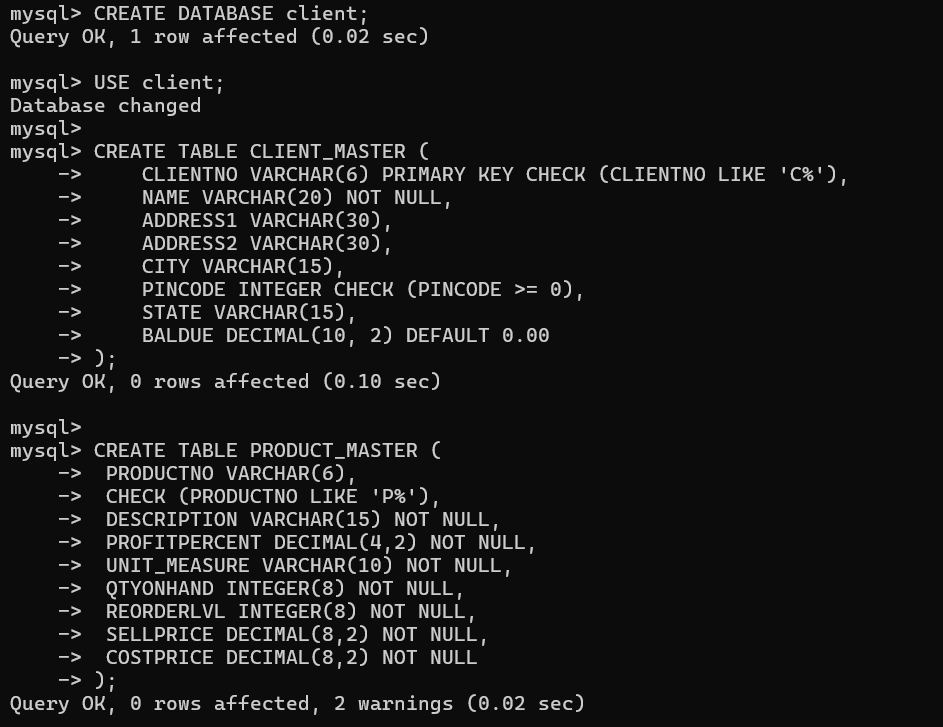 mysql> CREATE DATABASE client;
Query OK, 1 row affected (0.02 sec)

mysql> USE client;
Database changed
mysql>
mysql> CREATE TABLE CLIENT_MASTER (
    ->     CLIENTNO VARCHAR(6) PRIMARY KEY CHECK (CLIENTNO LIKE 'C%'),
    ->     NAME VARCHAR(20) NOT NULL,
    ->     ADDRESS1 VARCHAR(30),
    ->     ADDRESS2 VARCHAR(30),
    ->     CITY VARCHAR(15),
    ->     PINCODE INTEGER CHECK (PINCODE >= 0),
    ->     STATE VARCHAR(15),
    ->     BALDUE DECIMAL(10, 2) DEFAULT 0.00
    -> );
Query OK, 0 rows affected (0.10 sec)

mysql>
mysql> CREATE TABLE PRODUCT_MASTER (
    ->  PRODUCTNO VARCHAR(6),
    ->  CHECK (PRODUCTNO LIKE 'P%'),
    ->  DESCRIPTION VARCHAR(15) NOT NULL,
    ->  PROFITPERCENT DECIMAL(4,2) NOT NULL,
    ->  UNIT_MEASURE VARCHAR(10) NOT NULL,
    ->  QTYONHAND INTEGER(8) NOT NULL,
    ->  REORDERLVL INTEGER(8) NOT NULL,
    ->  SELLPRICE DECIMAL(8,2) NOT NULL,
    ->  COSTPRICE DECIMAL(8,2) NOT NULL
    -> );
Query OK, 0 rows affected, 2 warnings (0.02 sec)